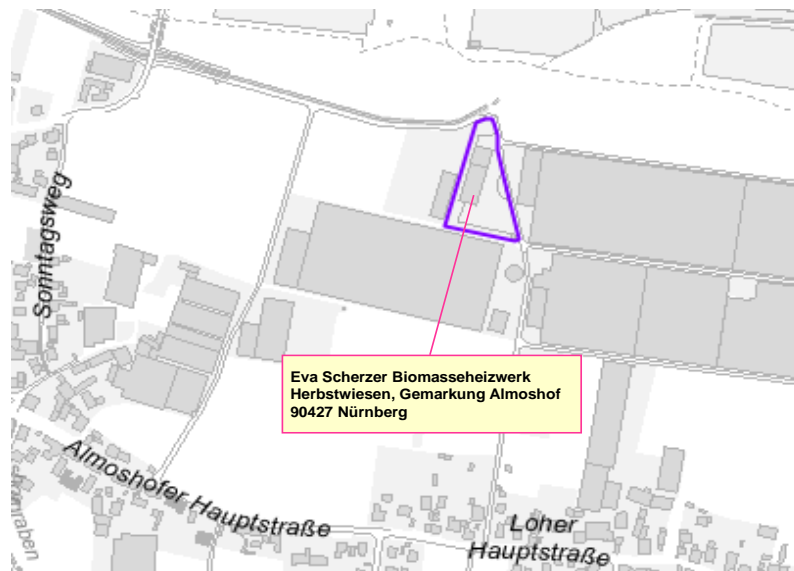 Sonntagsweg
Eva Scherzer Biomasseheizwerk
Herbstwiesen, Gemarkung Almoshof
90427 Nürnberg
Almoshofer Hauptstraße
Loher
Hauptstraße